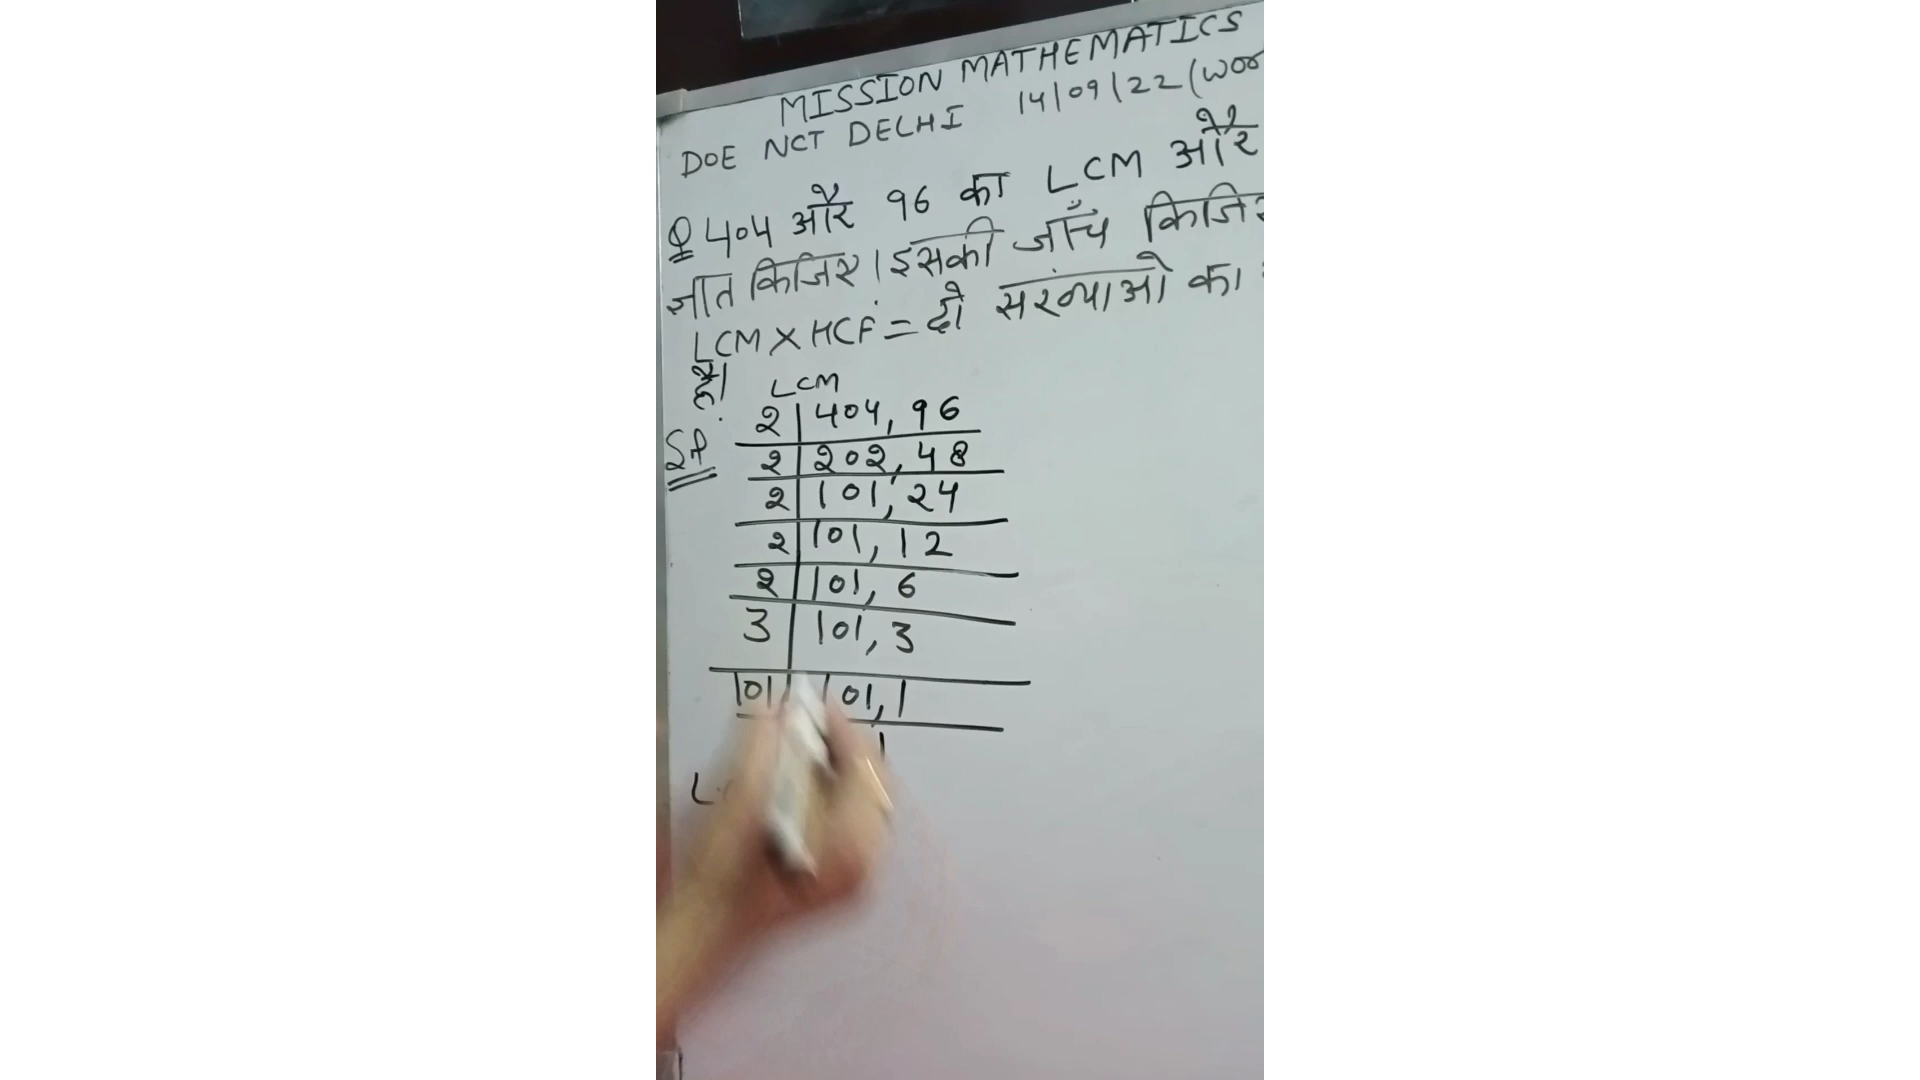 MISSION MATHEMATICS
DOE NCT DELHI 14/09/22 (wor
Q 404 और 96 का LCM और
ज्ञात किजिए। इसकी जाँच किजिए
LCM X HCF = दो संख्याओ का
है।
LCM
Sol
2 | 404, 96
2 | 202, 48
2 | 101, 24
2 | 101, 12
2 | 101, 6
3 | 101, 3
101 | 101, 1
1
L